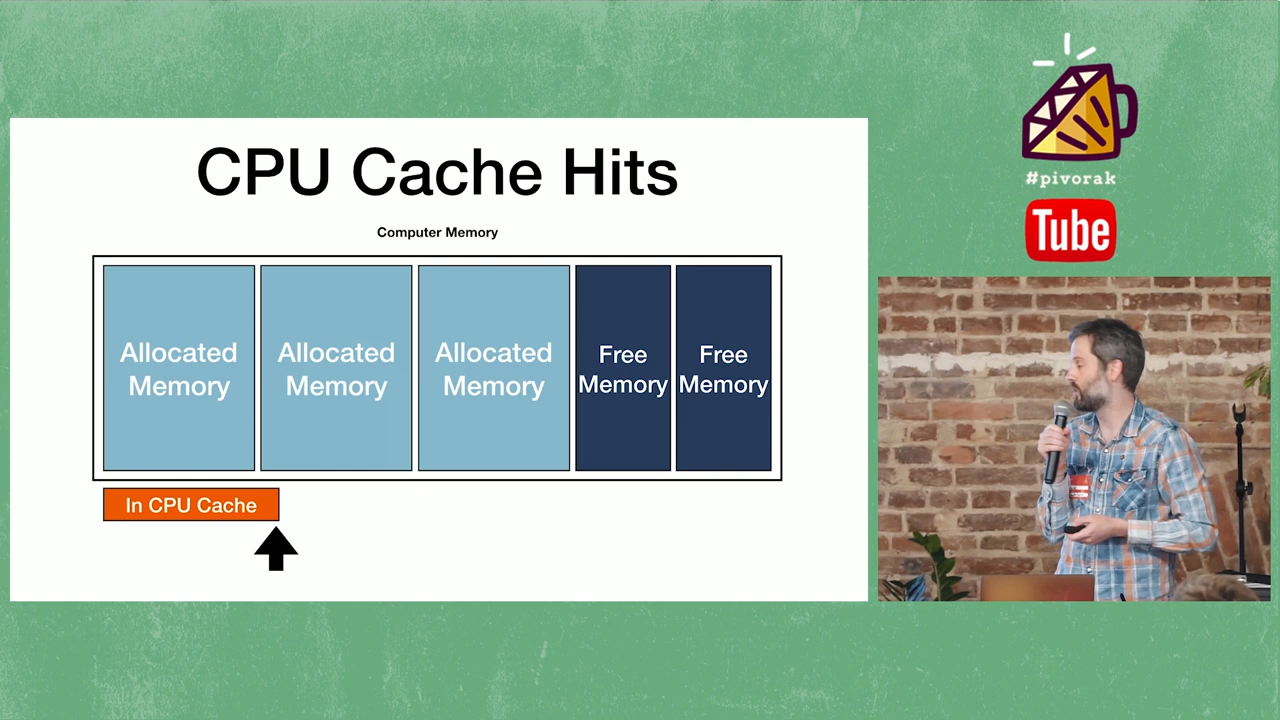 CPU Cache Hits
Computer Memory
Allocated
Memory
Allocated
Memory
Allocated
Memory
Free
Memory
Free
Memory
In CPU Cache
#pivorak
Tube